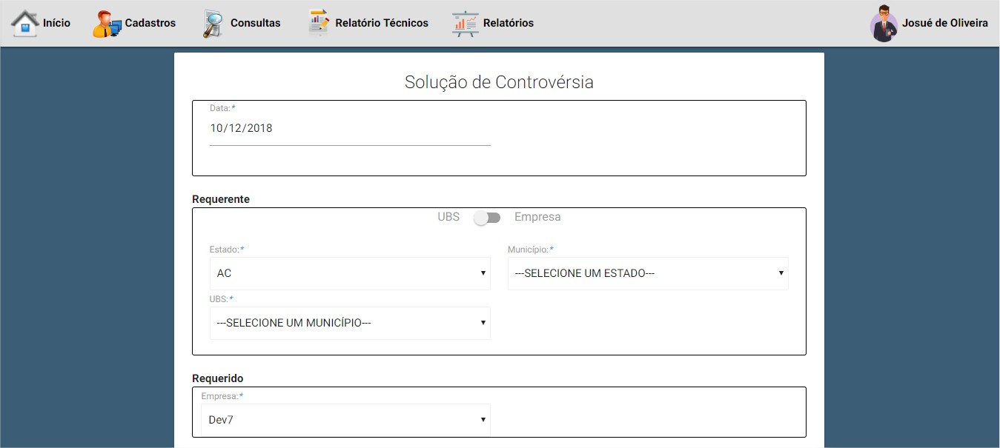 Início Cadastros Consultas Relatório Técnicos Relatórios Josué de Oliveira
Solução de Controvérsia
Data:*
10/12/2018
Requerente
UBS Empresa
Estado:* Município:*
AC ---SELECIONE UM ESTADO---
UBS:*
---SELECIONE UM MUNICÍPIO---
Requerido
Empresa:*
Dev7